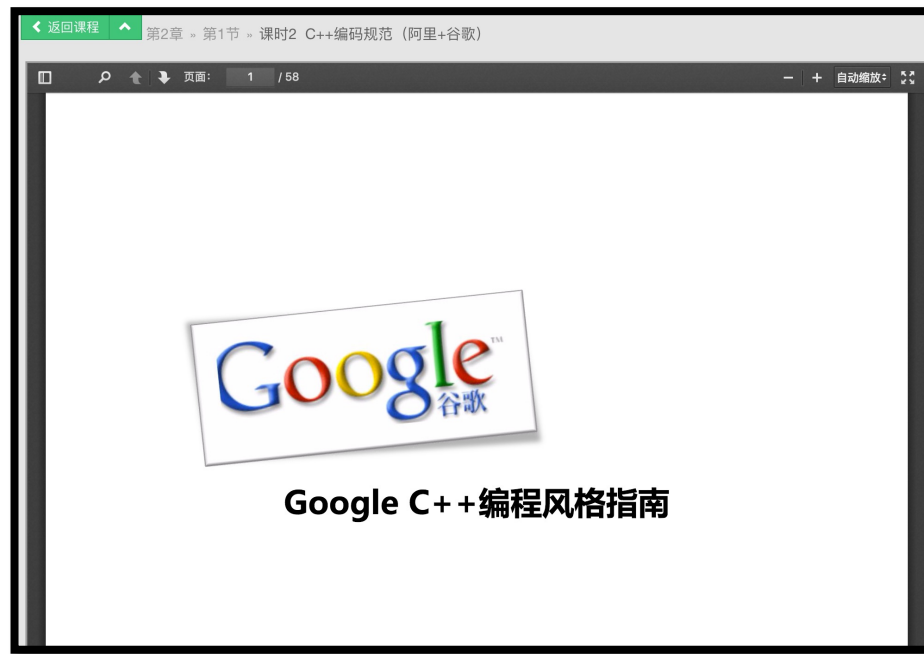 返回课程 第2章 » 第1节 » 课时2 C++编码规范（阿里+谷歌）
页面： 1 / 58 自动缩放
Google™
谷歌
Google C++编程风格指南